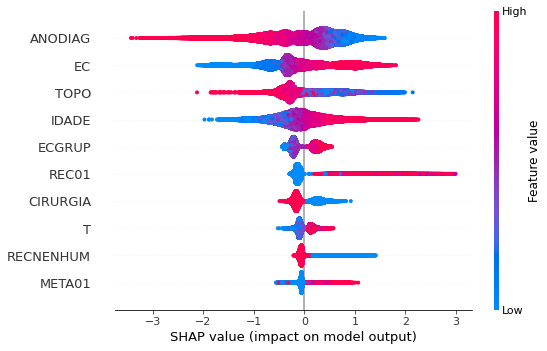 High
ANODIAG
EC
TOPO
IDADE
ECGRUP
REC01
CIRURGIA
T
RECNENHUM
META01
Feature value
Low
−3 −2 −1 0 1 2 3
SHAP value (impact on model output)